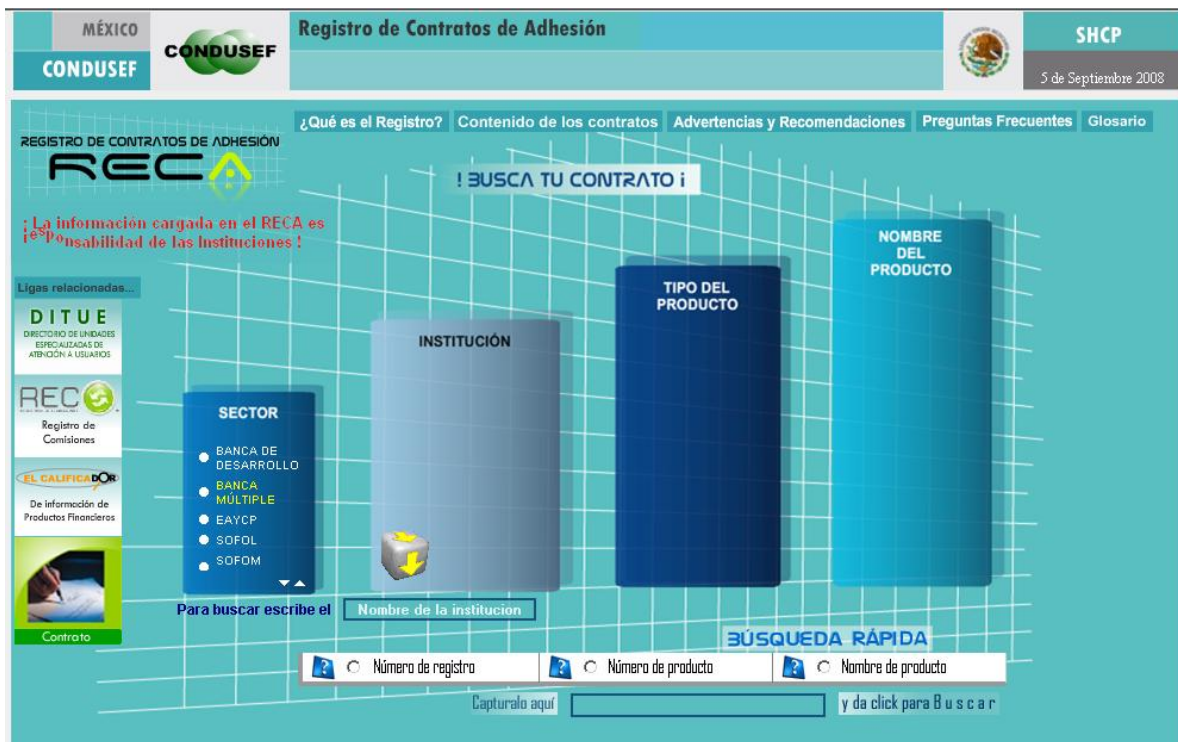 MÉXICO
CONDUSEF
CONDUSEF
Registro de Contratos de Adhesión
SHCP
5 de Septiembre 2008
¿Qué es el Registro? Contenido de los contratos Advertencias y Recomendaciones Preguntas Frecuentes Glosario
REGISTRO DE CONTRATOS DE ADHESIÓN
RECA
! BUSCA TU CONTRATO ¡
¡ La información cargada en el RECA es
responsabilidad de las Instituciones !
Ligas relacionadas...
DITUE
DIRECTORIO DE UNIDADES
ESPECIALIZADAS DE
ATENCIÓN A USUARIOS
RECO
Registro de
Comisiones
EL CALIFICADOR
De información de
Productos Financieros
Contrato
SECTOR
BANCA DE
DESARROLLO
BANCA
MÚLTIPLE
EAYCP
SOFOL
SOFOM
INSTITUCIÓN
TIPO DEL
PRODUCTO
NOMBRE
DEL
PRODUCTO
Para buscar escribe el Nombre de la institucion
BÚSQUEDA RÁPIDA
Número de registro Número de producto Nombre de producto
Capturalo aquí y da click para B u s c a r